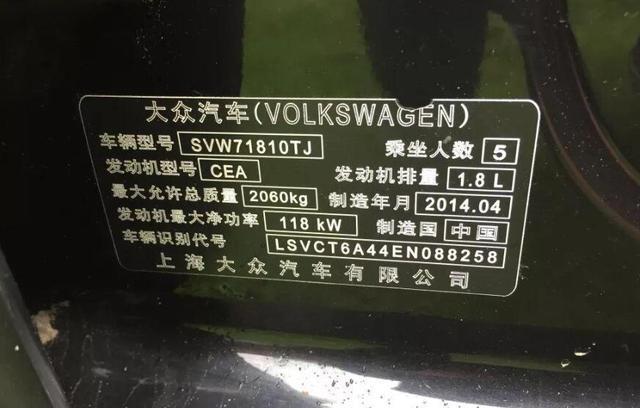 大众汽车(VOLKSWAGEN)
车辆型号 SVW71810TJ 乘坐人数 5
发动机型号 CEA 发动机排量 1.8 L
最大允许总质量 2060kg 制造年月 2014.04
发动机最大净功率 118 kW 制造国 中国
车辆识别代号 LSVCT6A44EN088258
上海大众汽车有限公司